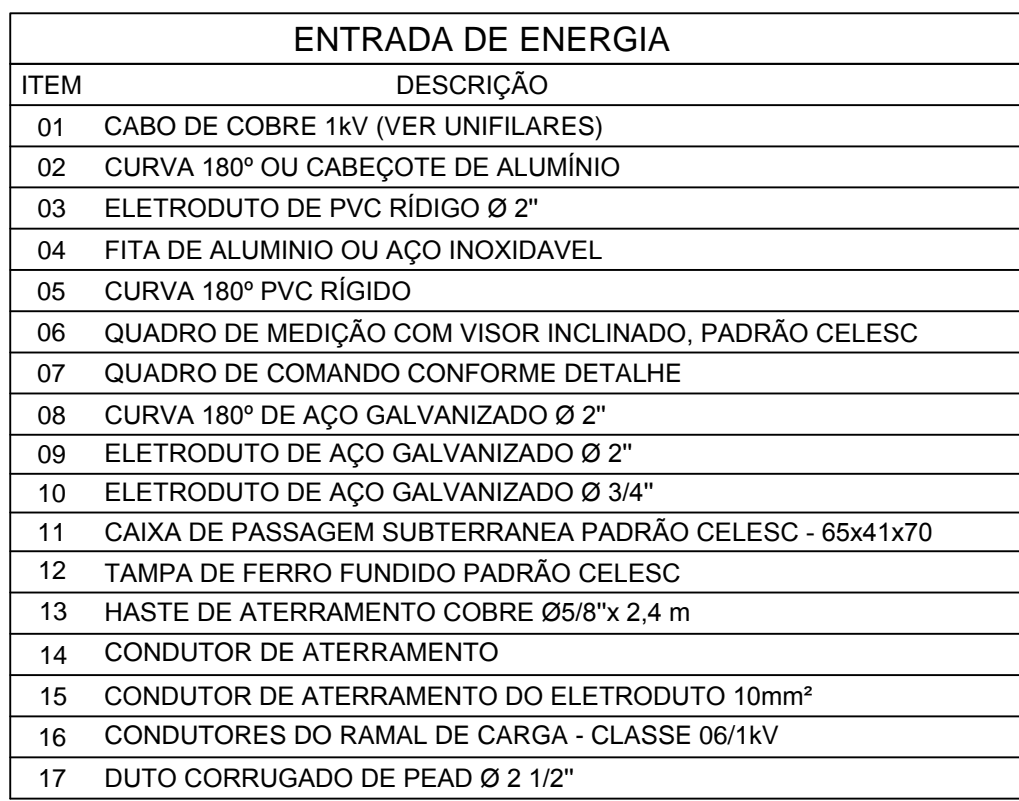 ENTRADA DE ENERGIA
ITEM DESCRIÇÃO
01 CABO DE COBRE 1kV (VER UNIFILARES)
02 CURVA 180º OU CABEÇOTE DE ALUMÍNIO
03 ELETRODUTO DE PVC RÍDIGO Ø 2"
04 FITA DE ALUMINIO OU AÇO INOXIDAVEL
05 CURVA 180º PVC RÍGIDO
06 QUADRO DE MEDIÇÃO COM VISOR INCLINADO, PADRÃO CELESC
07 QUADRO DE COMANDO CONFORME DETALHE
08 CURVA 180º DE AÇO GALVANIZADO Ø 2"
09 ELETRODUTO DE AÇO GALVANIZADO Ø 2"
10 ELETRODUTO DE AÇO GALVANIZADO Ø 3/4"
11 CAIXA DE PASSAGEM SUBTERRANEA PADRÃO CELESC - 65x41x70
12 TAMPA DE FERRO FUNDIDO PADRÃO CELESC
13 HASTE DE ATERRAMENTO COBRE Ø5/8"x 2,4 m
14 CONDUTOR DE ATERRAMENTO
15 CONDUTOR DE ATERRAMENTO DO ELETRODUTO 10mm²
16 CONDUTORES DO RAMAL DE CARGA - CLASSE 06/1kV
17 DUTO CORRUGADO DE PEAD Ø 2 1/2"